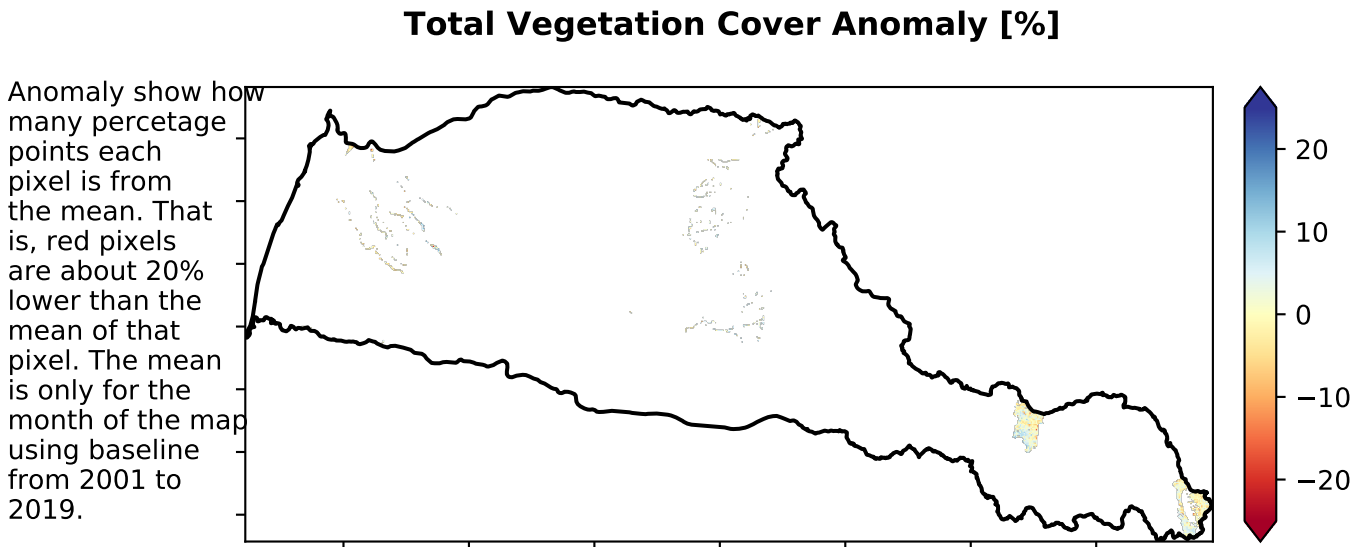 Total Vegetation Cover Anomaly [%]
Anomaly show how
many percetage
points each
pixel is from
the mean. That
is, red pixels
are about 20%
lower than the
mean of that
pixel. The mean
is only for the
month of the map
using baseline
from 2001 to
2019.
20
10
0
−10
−20